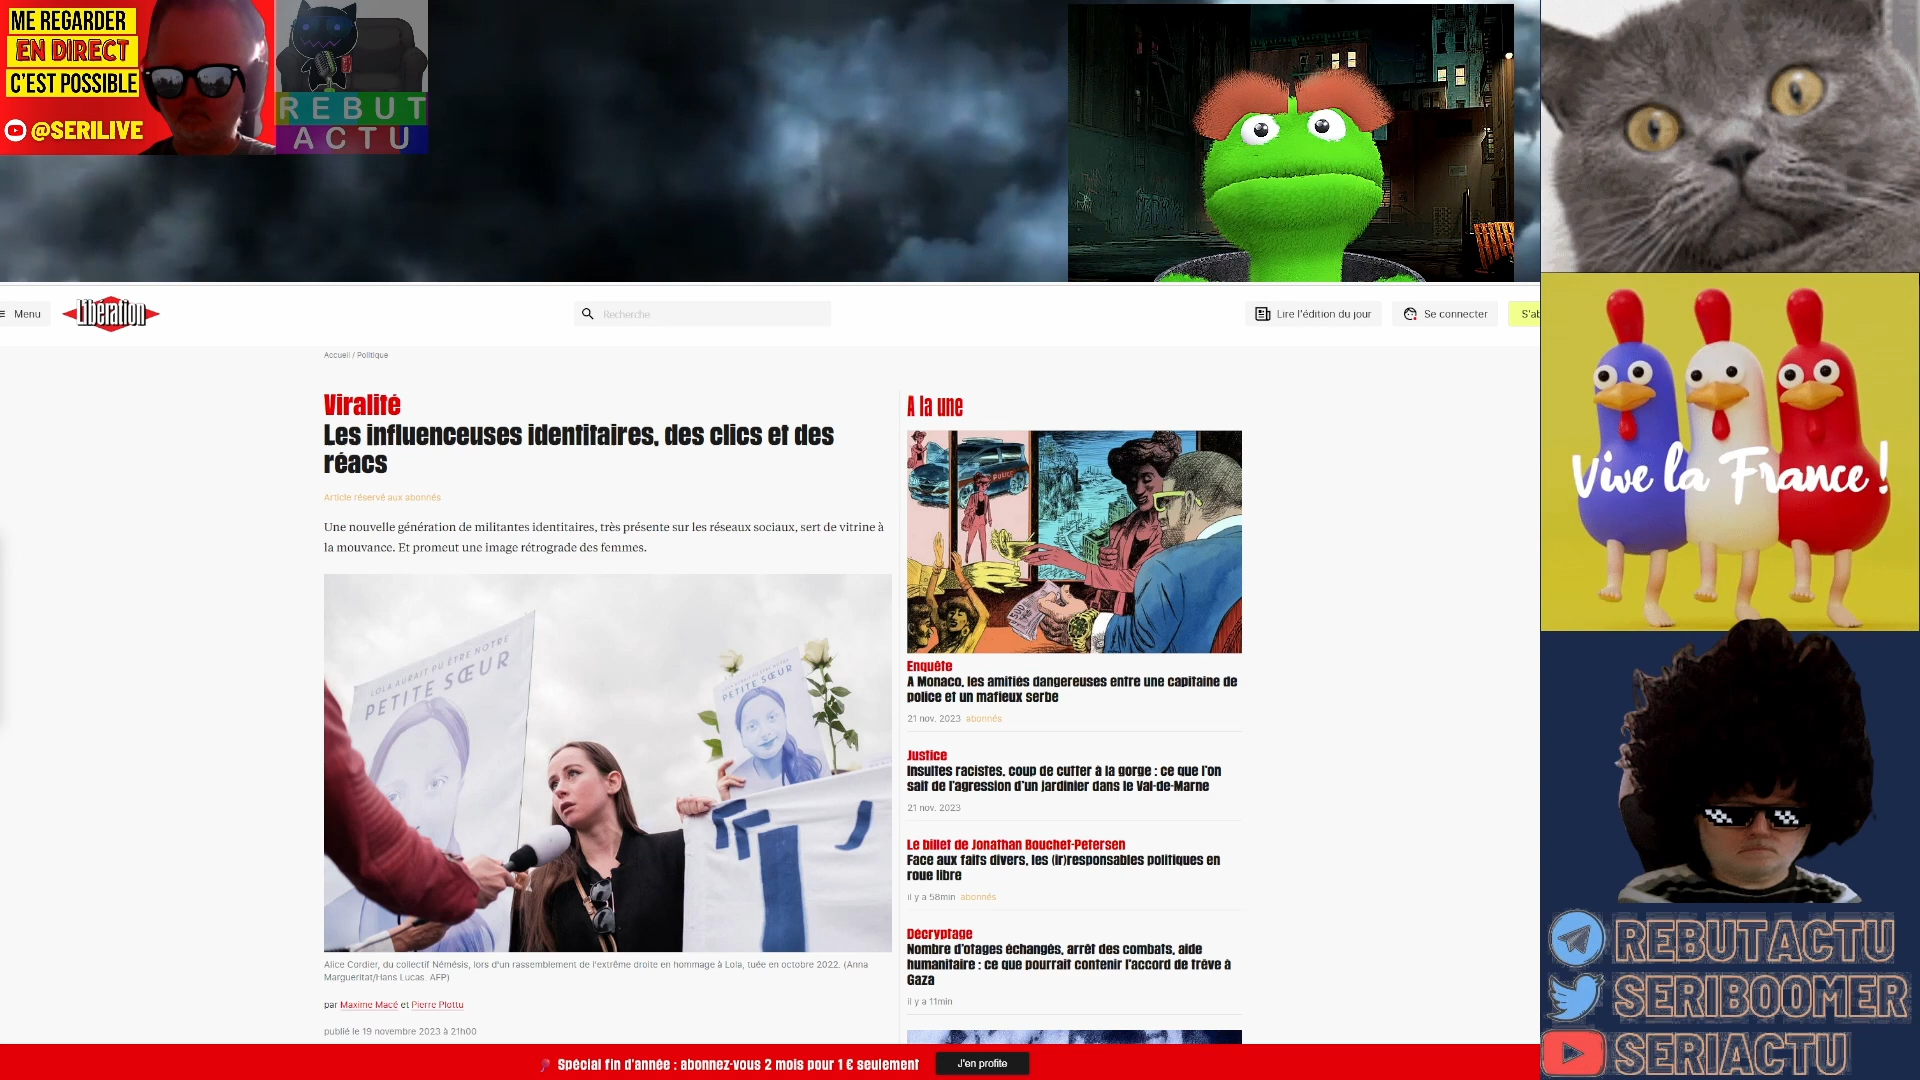 ME REGARDER
EN DIRECT
C'EST POSSIBLE
@SERILIVE
REBUT
ACTU
Menu
Libération
Recherche
Lire l'édition du jour
Se connecter
S'ab
Accueil / Politique
Viralité
Les influenceuses identitaires, des clics et des
réacs
Article réservé aux abonnés
Une nouvelle génération de militantes identitaires, très présente sur les réseaux sociaux, sert de vitrine à
la mouvance. Et promeut une image rétrograde des femmes.
LOLA AURAIT PU ÊTRE NOTRE
PETITE SŒUR
PETITE SŒUR
Alice Cordier, du collectif Némésis, lors d'un rassemblement de l'extrême droite en hommage à Lola, tuée en octobre 2022. (Anna
Margueritat/Hans Lucas. AFP)
par Maxime Macé et Pierre Plottu
publié le 19 novembre 2023 à 21h00
A la une
POLICE
Enquête
A Monaco, les amitiés dangereuses entre une capitaine de
police et un mafieux serbe
21 nov. 2023 abonnés
Justice
Insultes racistes, coup de cutter à la gorge : ce que l'on
sait de l'agression d'un jardinier dans le Val-de-Marne
21 nov. 2023
Le billet de Jonathan Bouchet-Petersen
Face aux faits divers, les (ir)responsables politiques en
roue libre
il y a 58min abonnés
Décryptage
Nombre d'otages échangés, arrêt des combats, aide
humanitaire : ce que pourrait contenir l'accord de trêve à
Gaza
il y a 11min
Spécial fin d'année : abonnez-vous 2 mois pour 1 € seulement
J'en profite
Vive la France !
REBUTACTU
SERIBOOMER
SERIACTU